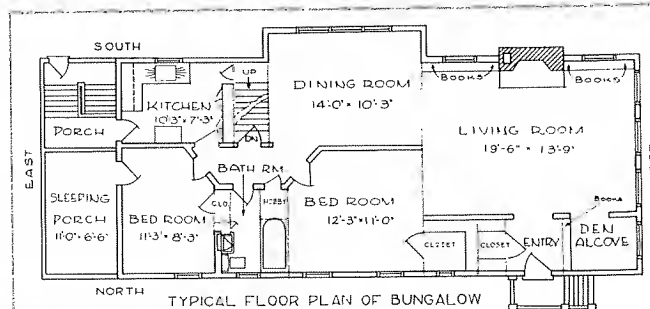 SOUTH
UP
BOOKS
BOOKS
KITCHEN
10'-3" × 7'-3"
DINING ROOM
14'-0" × 10'-3"
LIVING ROOM
19'-6" × 13'-9"
PORCH
DN
EAST
BATH RM.
SLEEPING
PORCH
11'-0" × 6'-6"
CLO.
BED ROOM
11'-3" × 8'-3"
BED ROOM
12'-3" × 11'-0"
BOOKS
CLOSET
CLOSET
ENTRY
DEN
ALCOVE
NORTH
TYPICAL FLOOR PLAN OF BUNGALOW